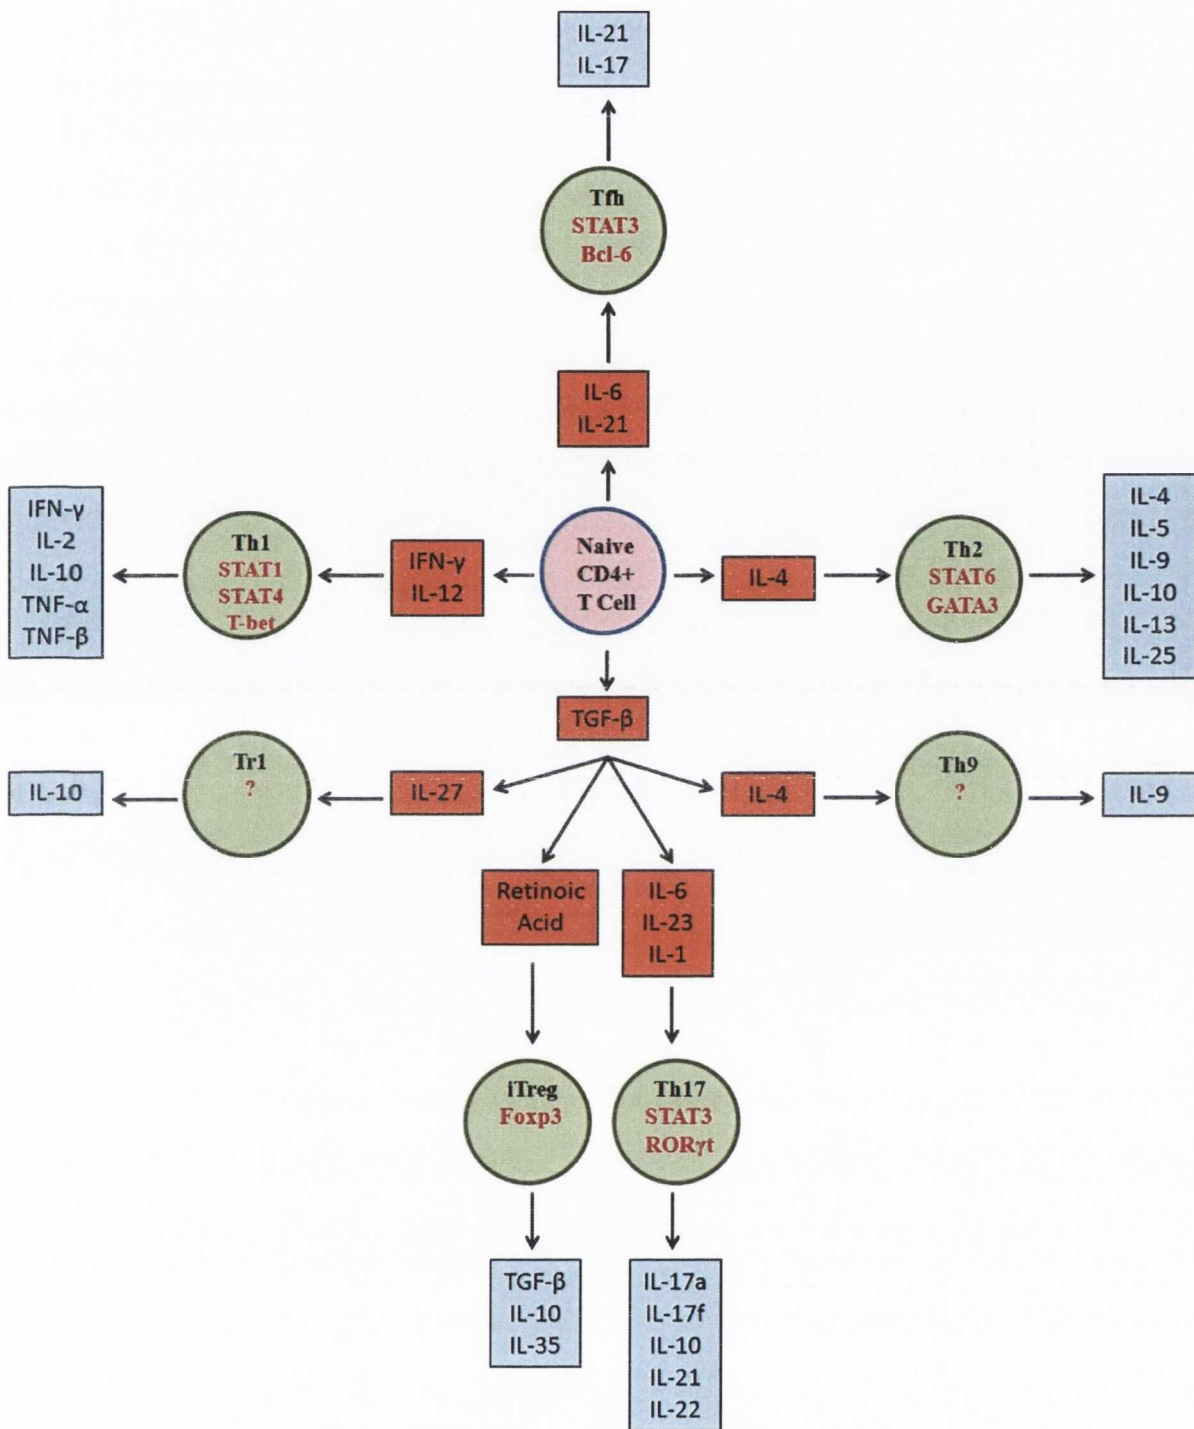 IL-21
IL-17
Tfh
STAT3
Bcl-6
IL-6
IL-21
IFN-γ
IL-2
IL-10
TNF-α
TNF-β
Th1
STAT1
STAT4
T-bet
IFN-γ
IL-12
Naive
CD4+
T Cell
IL-4
Th2
STAT6
GATA3
IL-4
IL-5
IL-9
IL-10
IL-13
IL-25
TGF-β
IL-10
Tr1
?
IL-27
IL-4
Th9
?
IL-9
Retinoic
Acid
IL-6
IL-23
IL-1
iTreg
Foxp3
Th17
STAT3
RORγt
TGF-β
IL-10
IL-35
IL-17a
IL-17f
IL-10
IL-21
IL-22